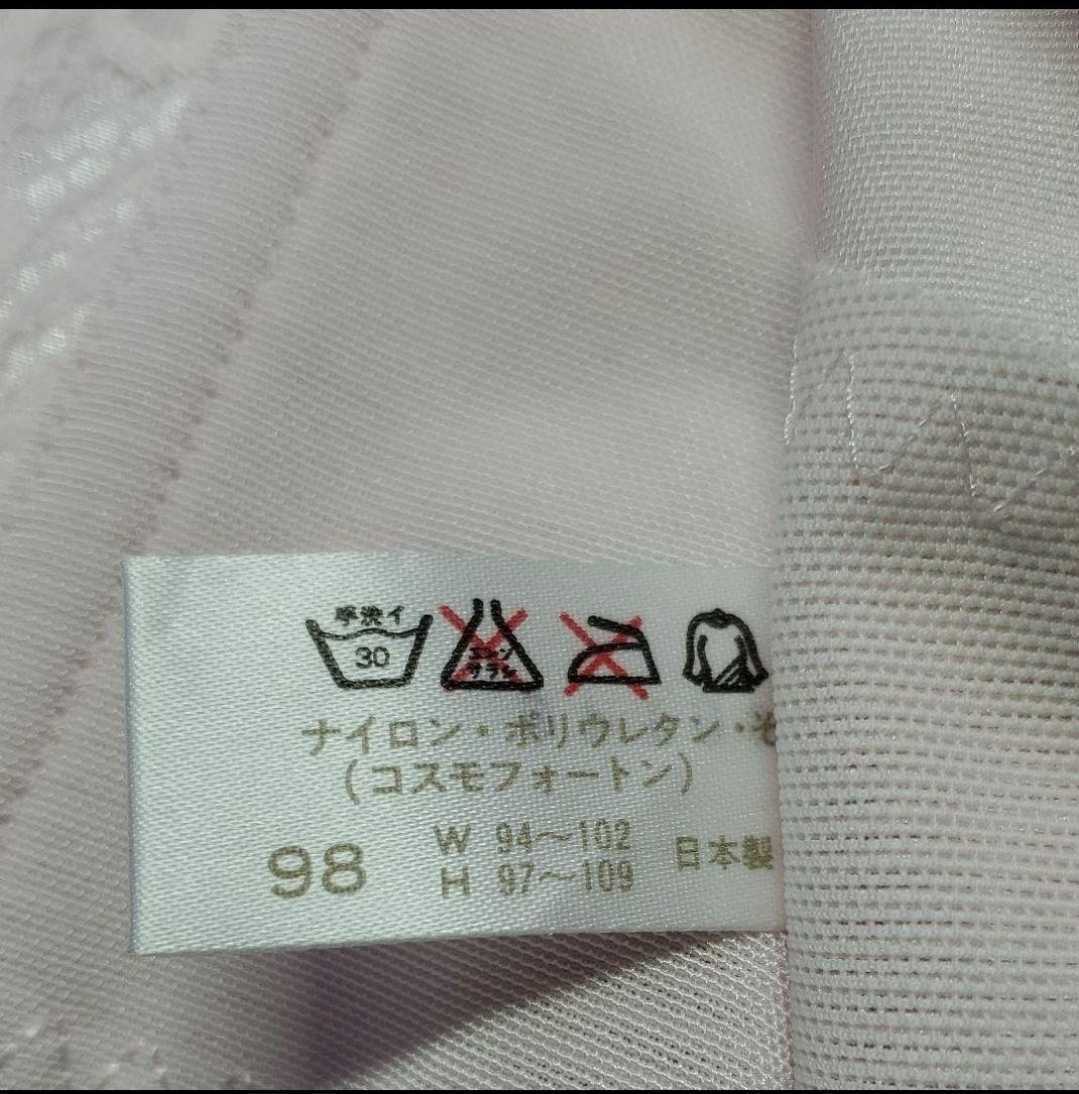 手洗イ
30
エンソ
サラシ
ナイロン・ポリウレタン・そ
(コスモフォートン)
98
W 94〜102
H 97〜109
日本製